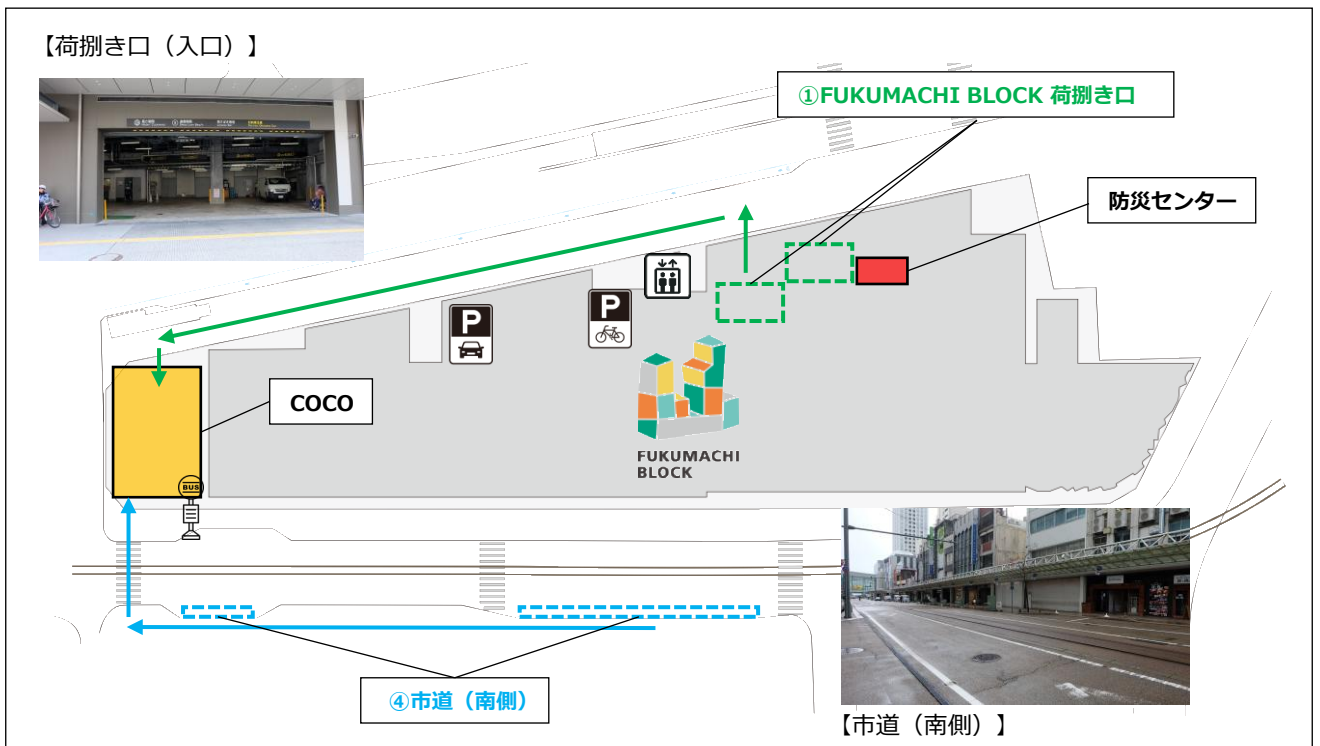 【荷捌き口（入口）】
①FUKUMACHI BLOCK 荷捌き口
防災センター
P
P
COCO
FUKUMACHI
BLOCK
BUS
④市道（南側）
【市道（南側）】